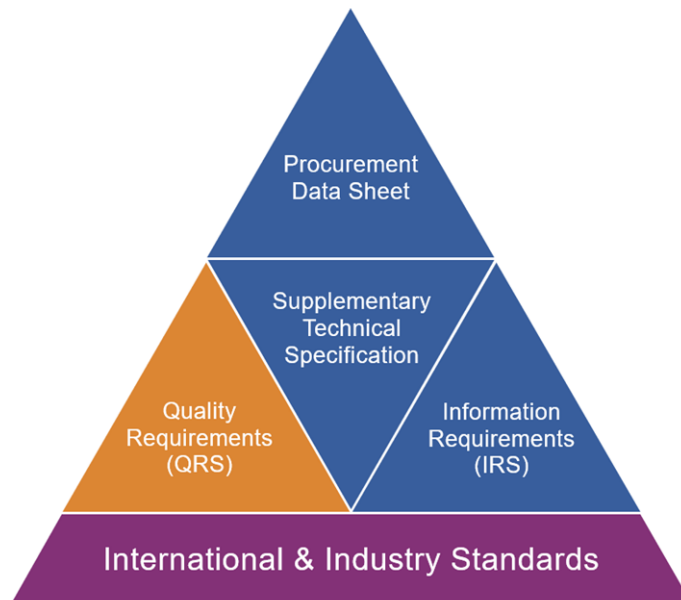 Procurement
Data Sheet
Supplementary
Technical
Specification
Quality
Requirements
(QRS)
Information
Requirements
(IRS)
International & Industry Standards